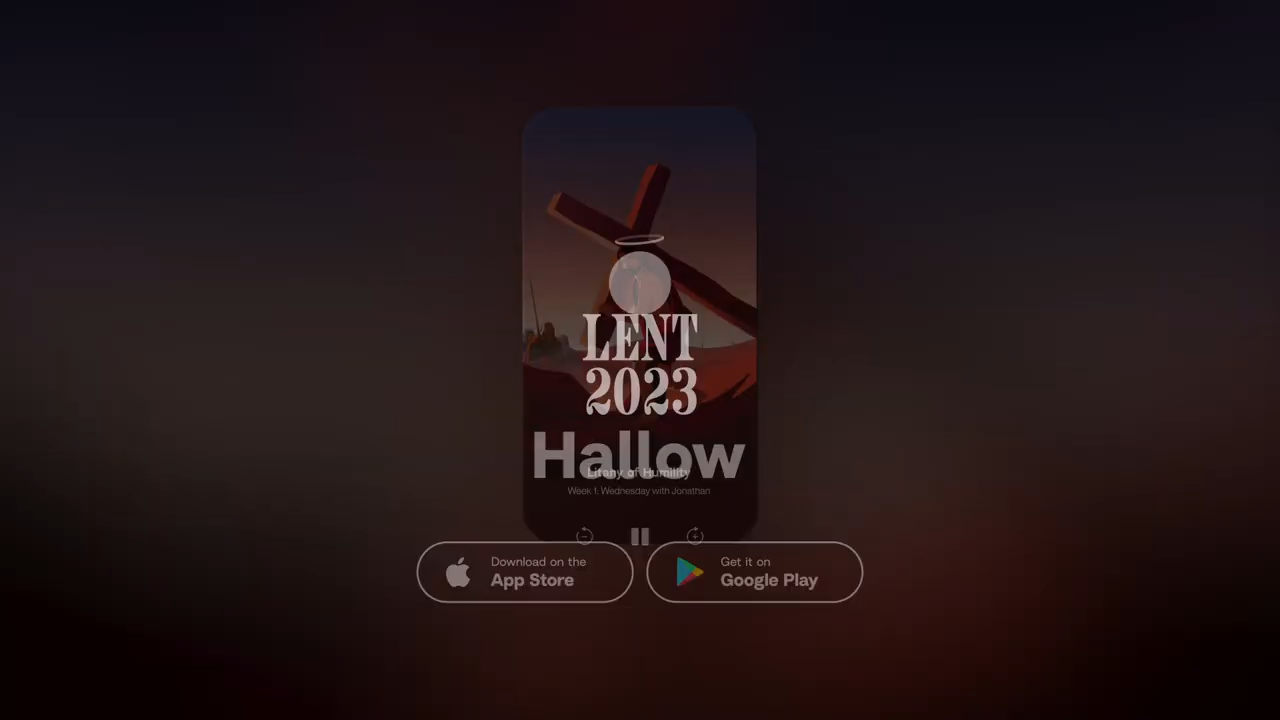 LENT
2023
Hallow
Litany of Humility
Week 1: Wednesday with Jonathan
Download on the
App Store
Get it on
Google Play